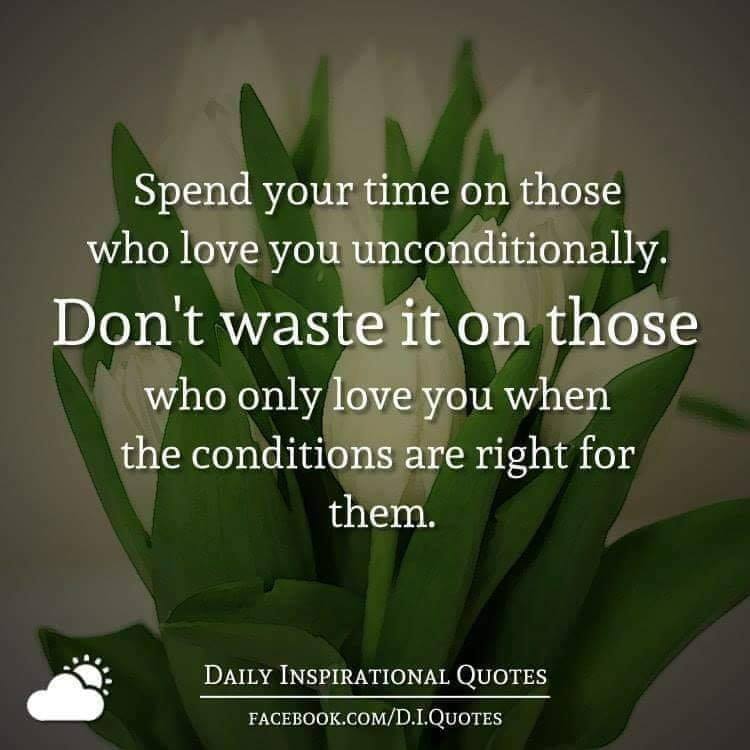 Spend your time on those
who love you unconditionally.
Don't waste it on those
who only love you when
the conditions are right for
them.
DAILY INSPIRATIONAL QUOTES
FACEBOOK.COM/D.I.QUOTES